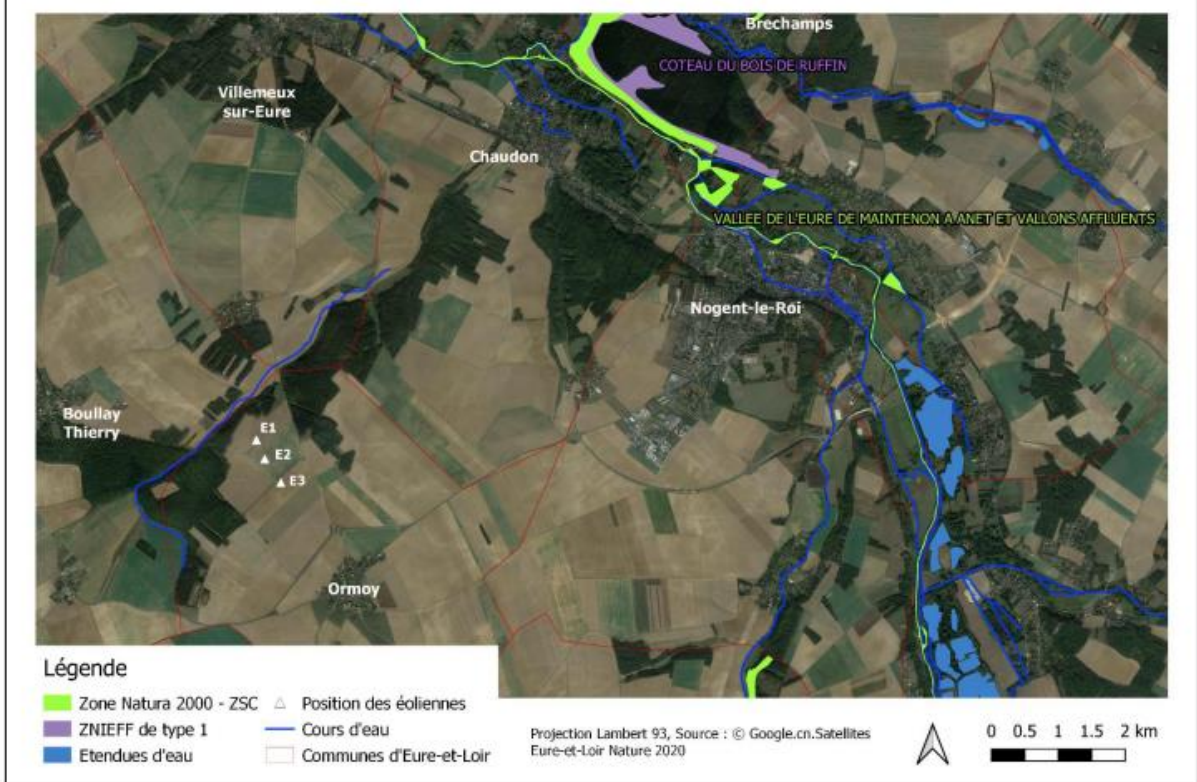 Brechamps
COTEAU DU BOIS DE RUFFIN
Villemeux
sur-Eure
Chaudon
VALLEE DE L'EURE DE MAINTENON A ANET ET VALLONS AFFLUENTS
Nogent-le-Roi
Boullay
Thierry
E1
E2
E3
Ormoy
Légende
Zone Natura 2000 - ZSC
Position des éoliennes
ZNIEFF de type 1
Cours d'eau
Etendues d'eau
Communes d'Eure-et-Loir
Projection Lambert 93, Source : © Google.cn.Satellites
Eure-et-Loir Nature 2020
0 0.5 1 1.5 2 km